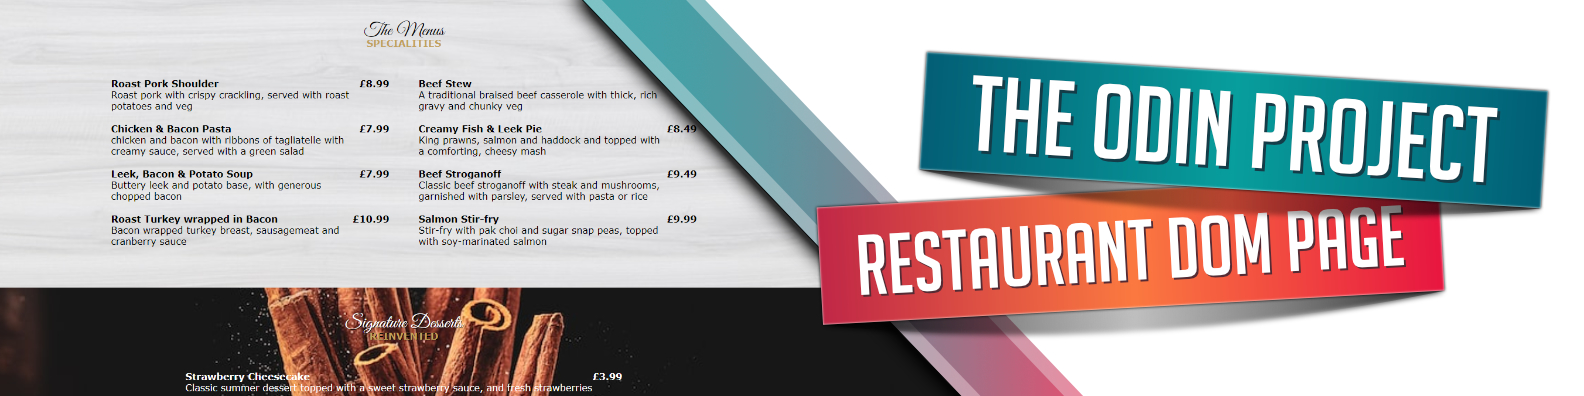 The Menus
SPECIALITIES
Roast Pork Shoulder £8.99
Roast pork with crispy crackling, served with roast
potatoes and veg
Chicken & Bacon Pasta £7.99
chicken and bacon with ribbons of tagliatelle with
creamy sauce, served with a green salad
Leek, Bacon & Potato Soup £7.99
Buttery leek and potato base, with generous
chopped bacon
Roast Turkey wrapped in Bacon £10.99
Bacon wrapped turkey breast, sausagemeat and
cranberry sauce
Beef Stew
A traditional braised beef casserole with thick, rich
gravy and chunky veg
Creamy Fish & Leek Pie £8.49
King prawns, salmon and haddock and topped with
a comforting, cheesy mash
Beef Stroganoff £9.49
Classic beef stroganoff with steak and mushrooms,
garnished with parsley, served with pasta or rice
Salmon Stir-fry £9.99
Stir-fry with pak choi and sugar snap peas, topped
with soy-marinated salmon
Signature Desserts
REINVENTED
Strawberry Cheesecake £3.99
Classic summer dessert topped with a sweet strawberry sauce, and fresh strawberries
THE ODIN PROJECT
RESTAURANT DOM PAGE